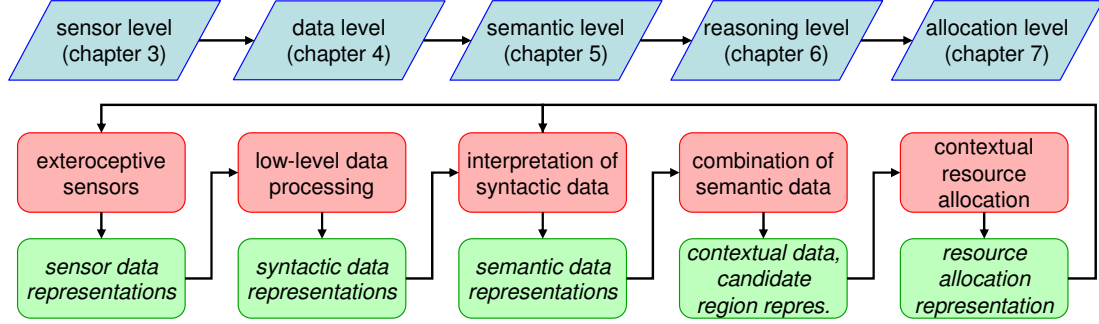 sensor level
(chapter 3)
data level
(chapter 4)
semantic level
(chapter 5)
reasoning level
(chapter 6)
allocation level
(chapter 7)
exteroceptive
sensors
low-level data
processing
interpretation of
syntactic data
combination of
semantic data
contextual
resource
allocation
sensor data
representations
syntactic data
representations
semantic data
representations
contextual data,
candidate
region repres.
resource
allocation
representation